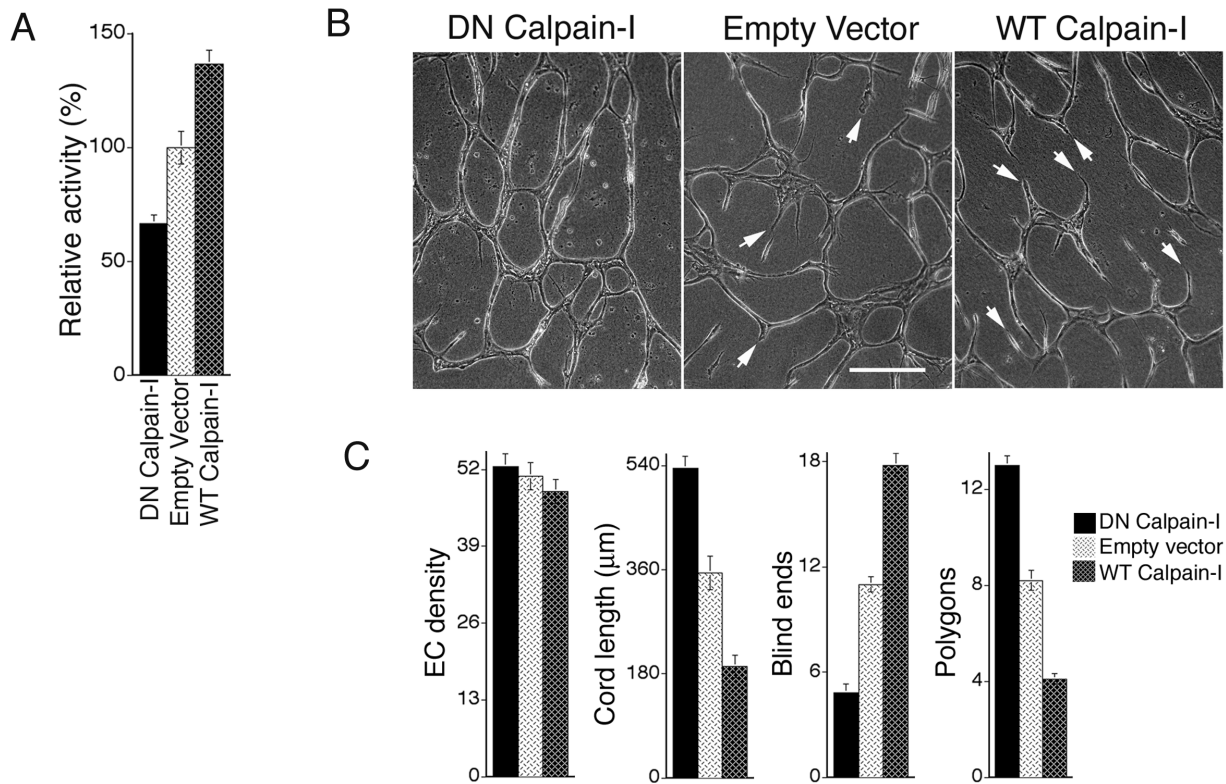 A
Relative activity (%)
150
100
50
0
DN Calpain-I
Empty Vector
WT Calpain-I
B
DN Calpain-I
Empty Vector
WT Calpain-I
C
EC density
52
39
26
13
0
Cord length (μm)
540
360
180
0
Blind ends
18
12
6
0
Polygons
12
8
4
0
DN Calpain-I
Empty vector
WT Calpain-I